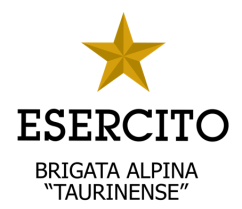 ESERCITO
BRIGATA ALPINA
“TAURINENSE”